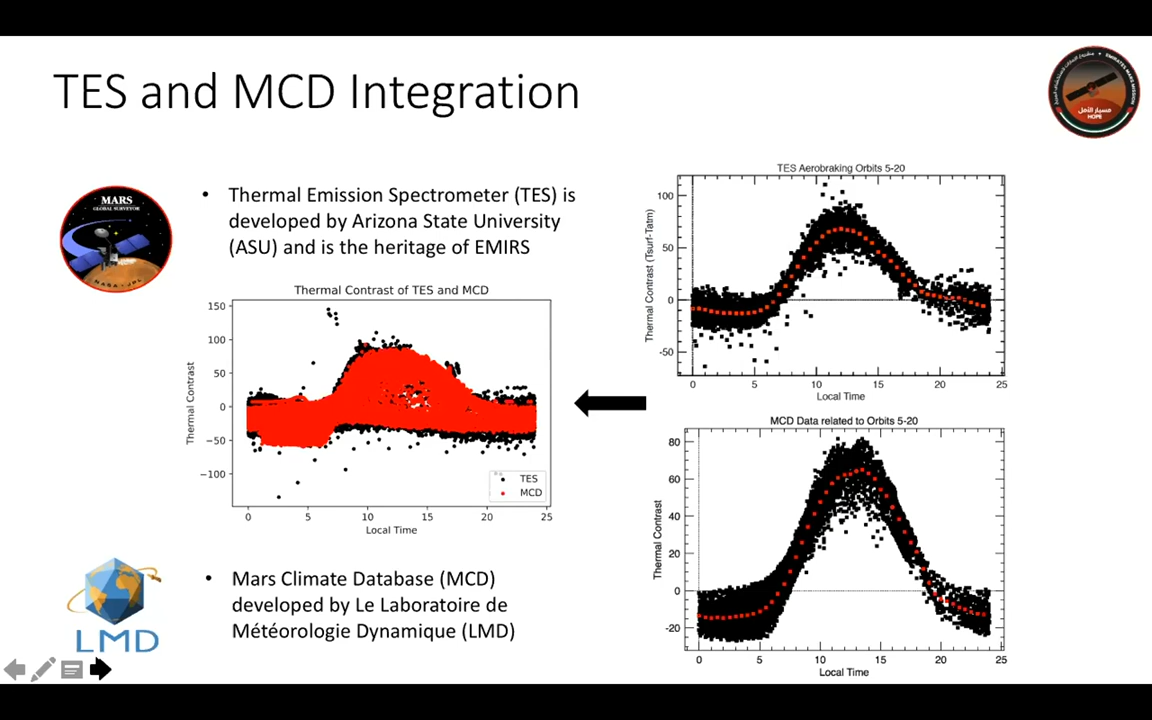 TES and MCD Integration
EMIRATES MARS MISSION
مسبار الأمل
HOPE
MARS
GLOBAL SURVEYOR
NASA - JPL
• Thermal Emission Spectrometer (TES) is
developed by Arizona State University
(ASU) and is the heritage of EMIRS
Thermal Contrast of TES and MCD
Thermal Contrast
150
100
50
0
−50
−100
0 5 10 15 20 25
Local Time
TES
MCD
LMD
• Mars Climate Database (MCD)
developed by Le Laboratoire de
Météorologie Dynamique (LMD)
TES Aerobraking Orbits 5-20
Thermal Contrast (Tsurf-Tatm)
100
50
0
-50
0 5 10 15 20 25
Local Time
MCD Data related to Orbits 5-20
Thermal Contrast
80
60
40
20
0
-20
0 5 10 15 20 25
Local Time